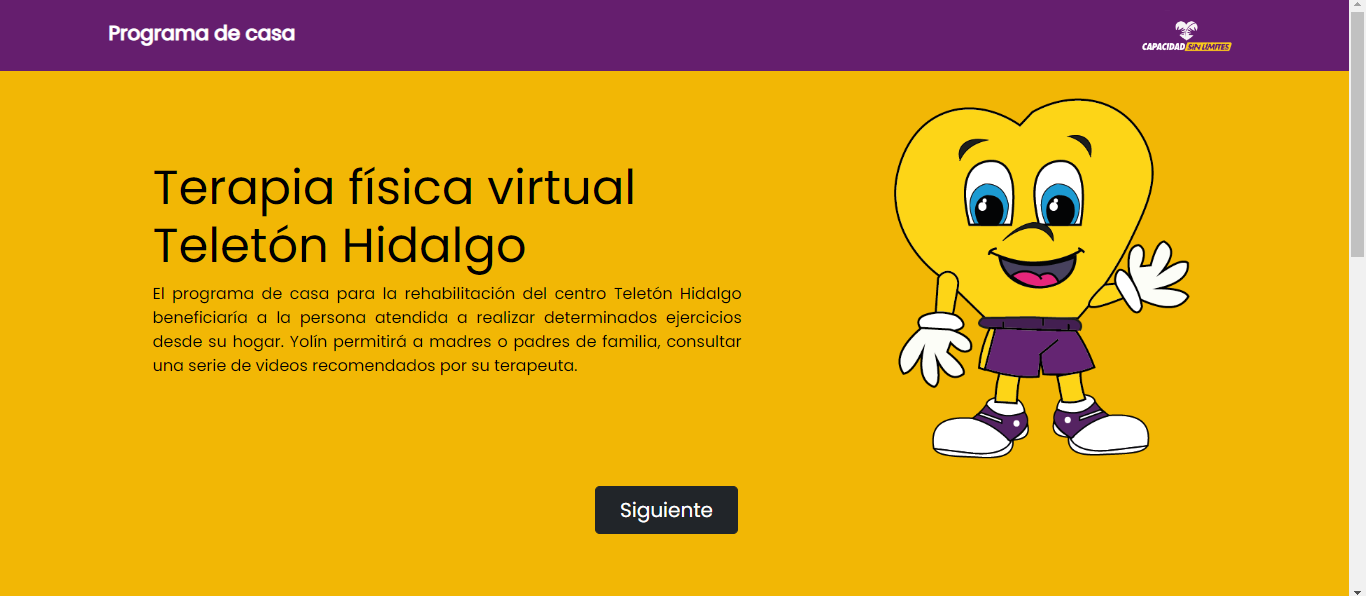 Programa de casa
CAPACIDAD SIN LIMITES
Terapia física virtual
Teletón Hidalgo
El programa de casa para la rehabilitación del centro Teletón Hidalgo
beneficiaría a la persona atendida a realizar determinados ejercicios
desde su hogar. Yolín permitirá a madres o padres de familia, consultar
una serie de videos recomendados por su terapeuta.
Siguiente